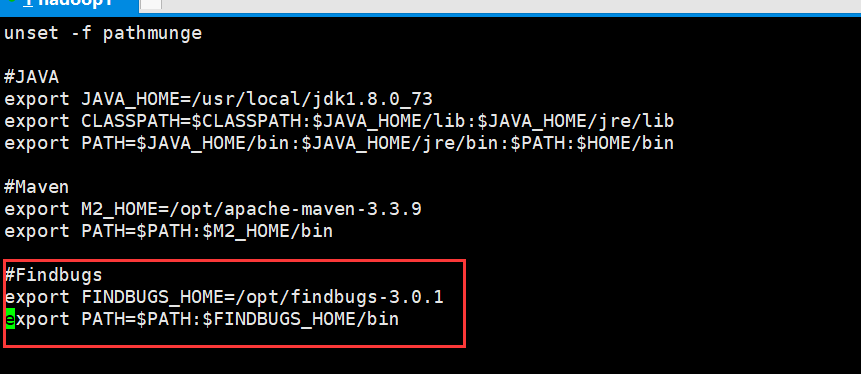 1 hadoop1
unset -f pathmunge
#JAVA
export JAVA_HOME=/usr/local/jdk1.8.0_73
export CLASSPATH=$CLASSPATH:$JAVA_HOME/lib:$JAVA_HOME/jre/lib
export PATH=$JAVA_HOME/bin:$JAVA_HOME/jre/bin:$PATH:$HOME/bin
#Maven
export M2_HOME=/opt/apache-maven-3.3.9
export PATH=$PATH:$M2_HOME/bin
#Findbugs
export FINDBUGS_HOME=/opt/findbugs-3.0.1
export PATH=$PATH:$FINDBUGS_HOME/bin